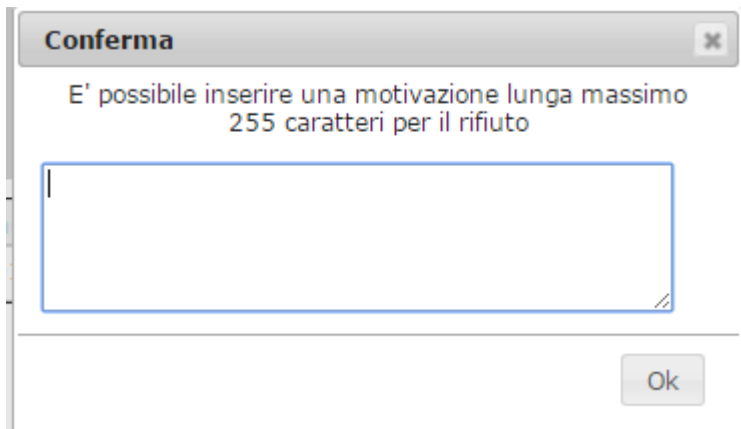 Conferma
E' possibile inserire una motivazione lunga massimo
255 caratteri per il rifiuto
Ok